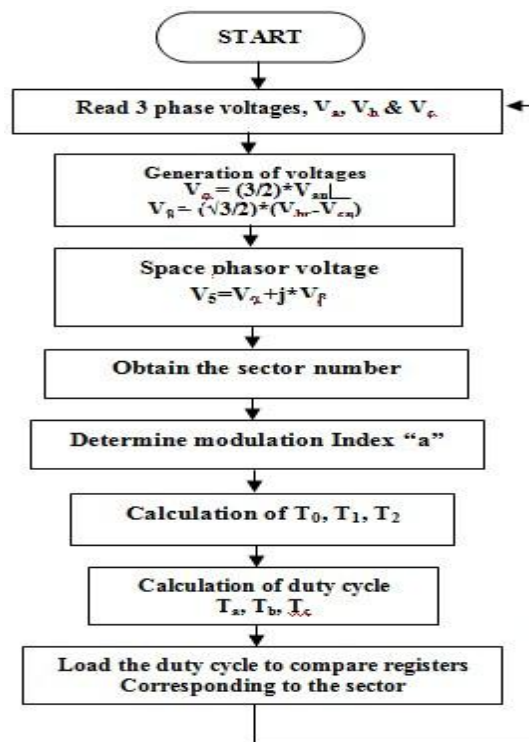 START
Read 3 phase voltages, Va, Vb & Vc
Generation of voltages
Vα = (3/2)*Van
Vβ = (√3/2)*(Vbn-Vcn)
Space phasor voltage
VS=Vα+j*Vβ
Obtain the sector number
Determine modulation Index “a”
Calculation of T0, T1, T2
Calculation of duty cycle
Ta, Tb, Tc
Load the duty cycle to compare registers
Corresponding to the sector